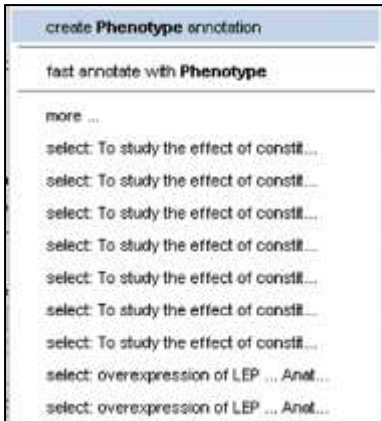 create Phenotype annotation
fast annotate with Phenotype
more ...
select: To study the effect of constit...
select: To study the effect of constit...
select: To study the effect of constit...
select: To study the effect of constit...
select: To study the effect of constit...
select: To study the effect of constit...
select: To study the effect of constit...
select: overexpression of LEP ... Anat...
select: overexpression of LEP ... Anat...